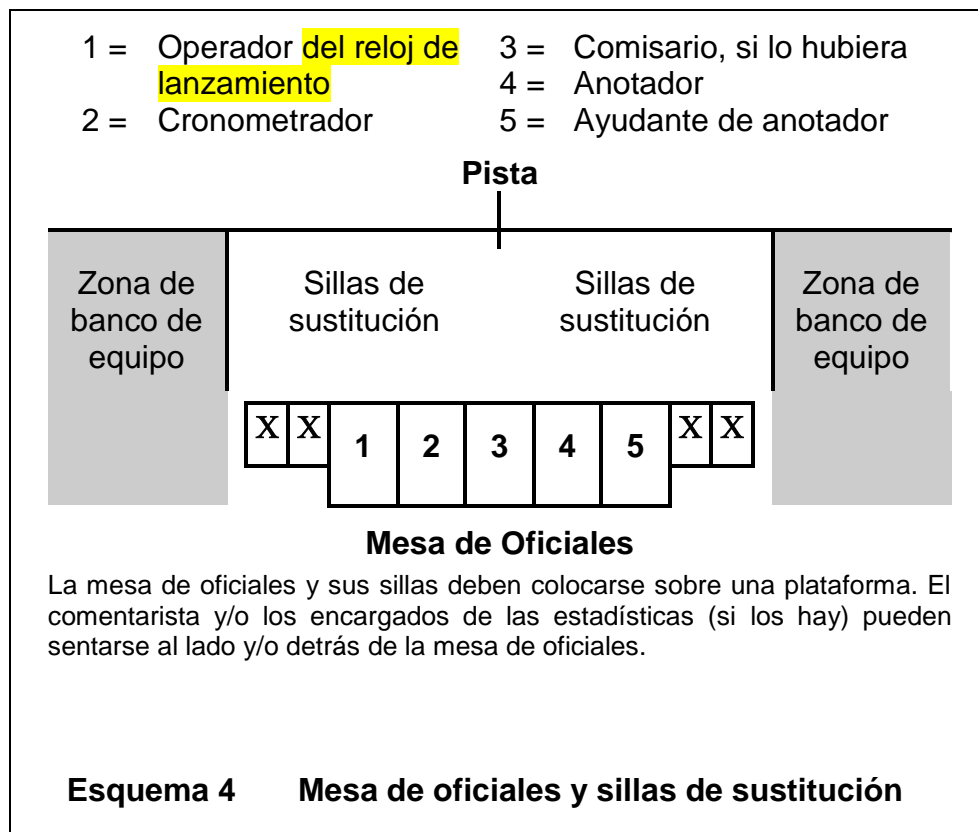 1 = Operador del reloj de lanzamiento
2 = Cronometrador
3 = Comisario, si lo hubiera
4 = Anotador
5 = Ayudante de anotador
Pista
Zona de
banco de
equipo
Sillas de
sustitución
Sillas de
sustitución
Zona de
banco de
equipo
X X 1 2 3 4 5 X X
Mesa de Oficiales
La mesa de oficiales y sus sillas deben colocarse sobre una plataforma. El
comentarista y/o los encargados de las estadísticas (si los hay) pueden
sentarse al lado y/o detrás de la mesa de oficiales.
Esquema 4 Mesa de oficiales y sillas de sustitución